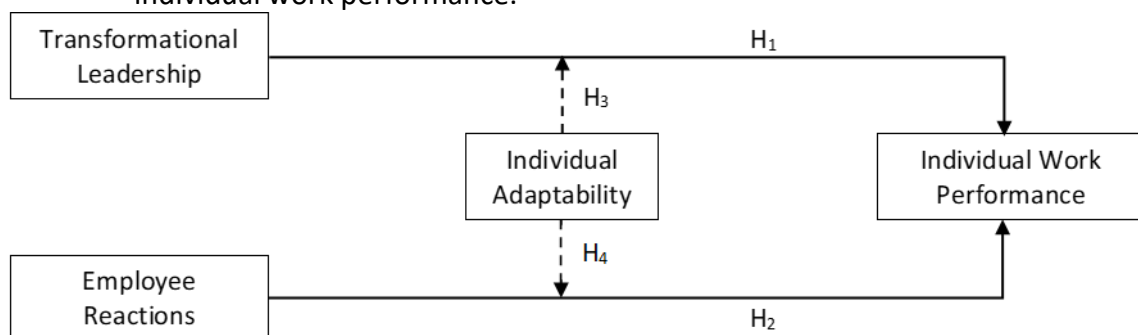 individual work performance.
Transformational
Leadership
H₁
H₃
Individual
Adaptability
Individual Work
Performance
H₄
Employee
Reactions
H₂